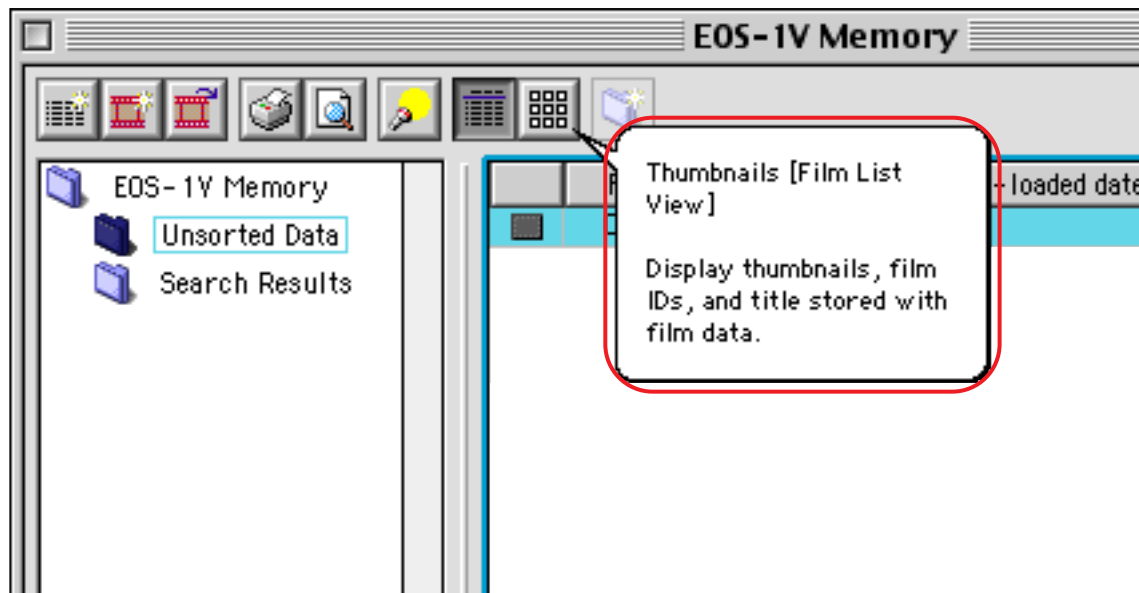 EOS-1V Memory
EOS-1V Memory
Unsorted Data
Search Results
- loaded date
Thumbnails [Film List
View]
Display thumbnails, film
IDs, and title stored with
film data.